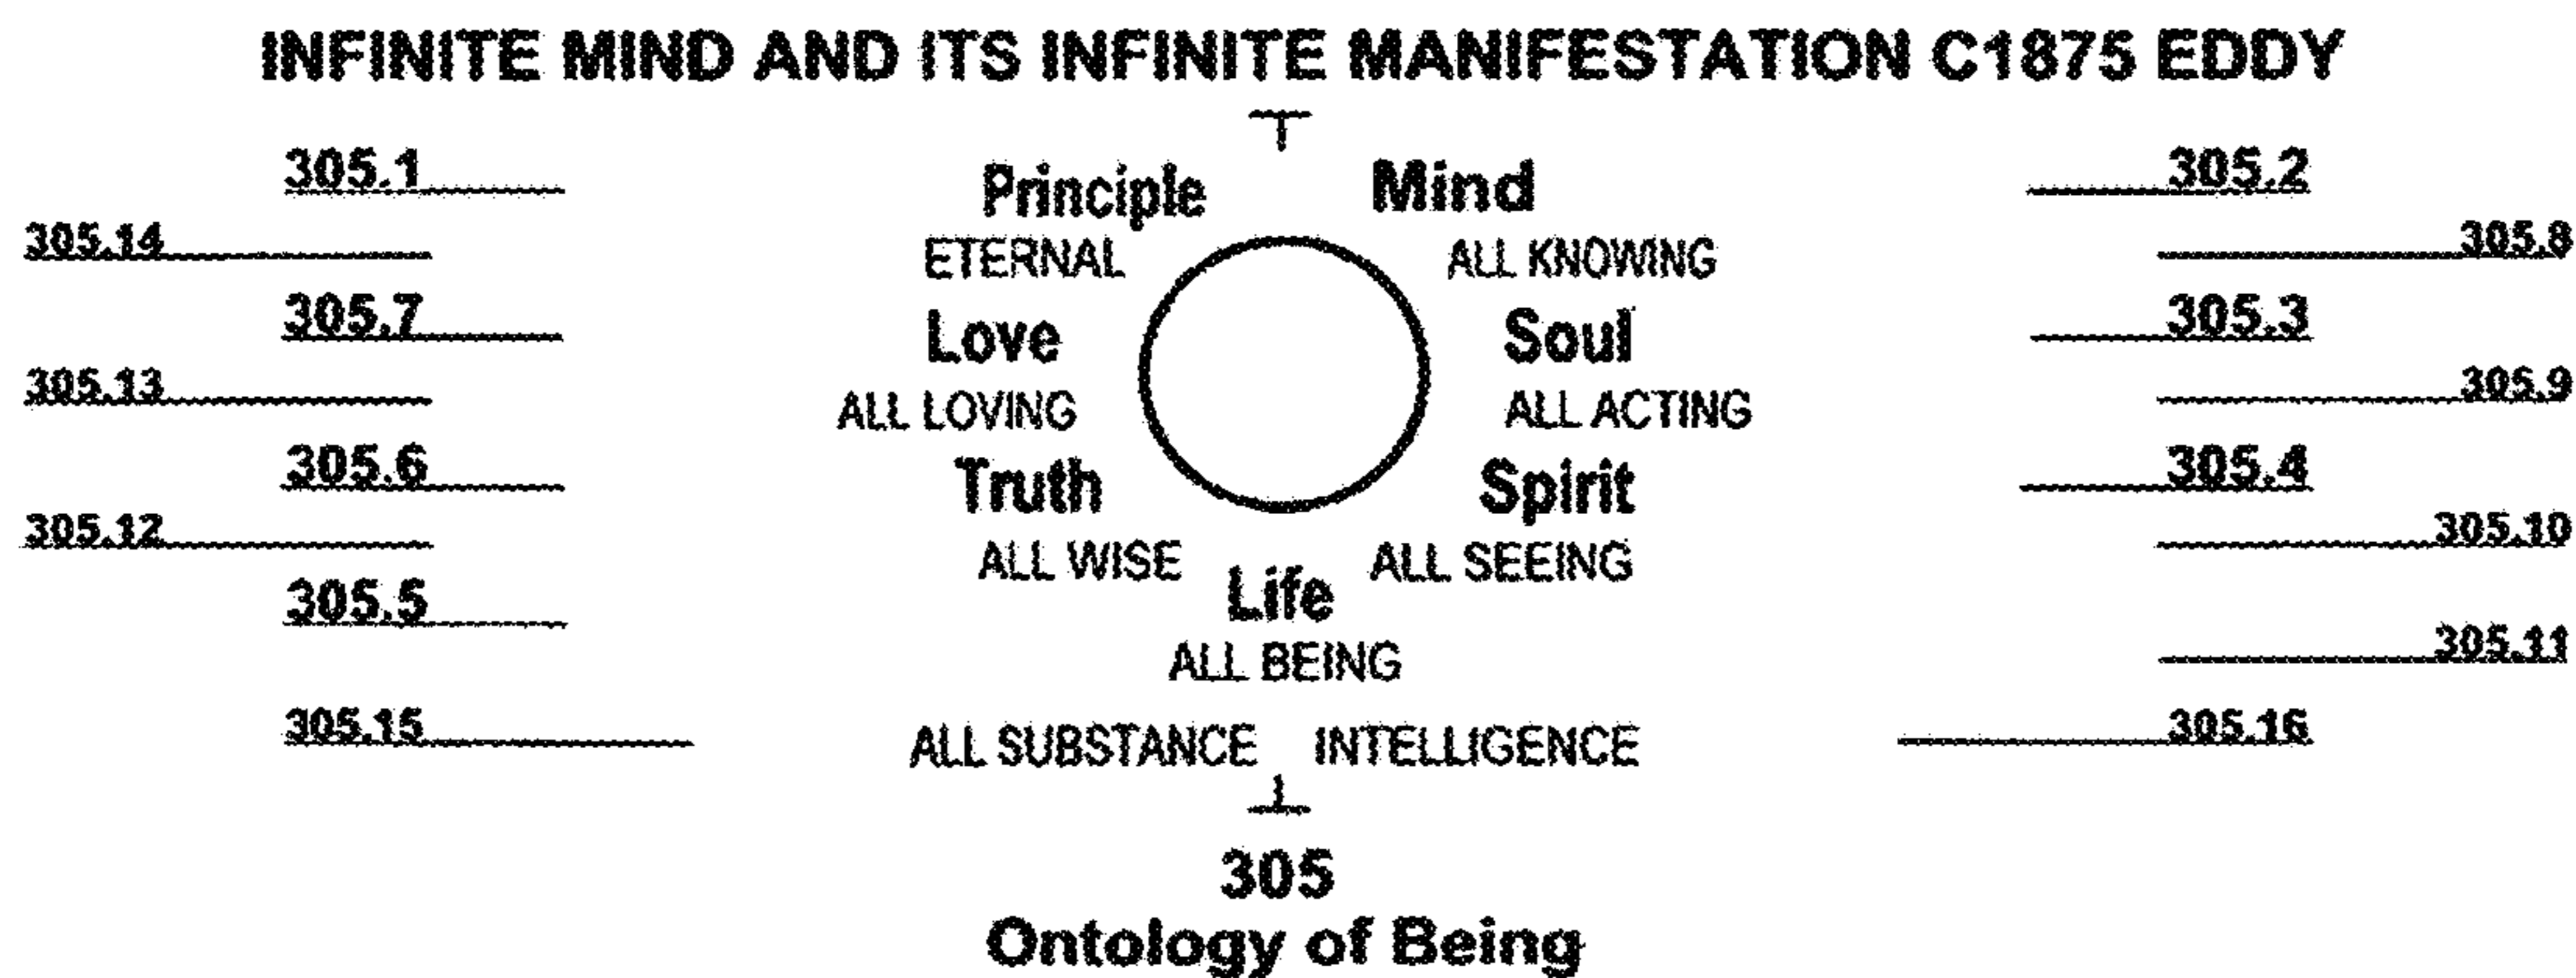 INFINITE MIND AND ITS INFINITE MANIFESTATION C1875 EDDY
305.1 Principle Mind 305.2
305.14 ETERNAL ALL KNOWING 305.8
305.7 Love Soul 305.3
305.13 ALL LOVING ALL ACTING 305.9
305.6 Truth Spirit 305.4
305.12 ALL WISE ALL SEEING 305.10
305.5 Life
ALL BEING 305.11
305.15 ALL SUBSTANCE INTELLIGENCE 305.16
305
Ontology of Being